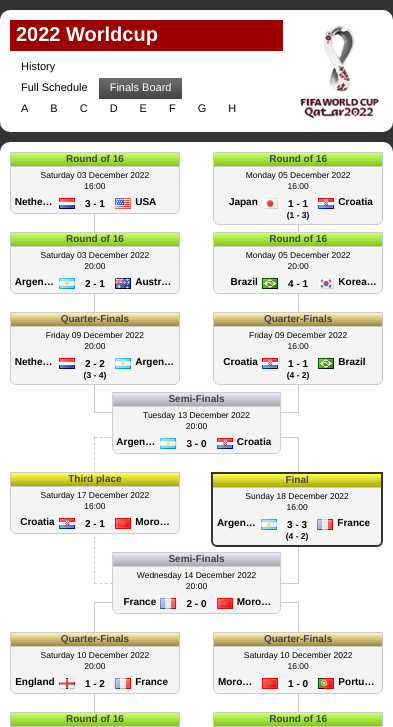 2022 Worldcup
History
Full Schedule Finals Board
A B C D E F G H
FIFA WORLD CUP
Qatar2022
Round of 16
Saturday 03 December 2022
16:00
Nethe... 3 - 1 USA
Round of 16
Monday 05 December 2022
16:00
Japan 1 - 1 Croatia
(1 - 3)
Round of 16
Saturday 03 December 2022
20:00
Argen... 2 - 1 Austr...
Round of 16
Monday 05 December 2022
20:00
Brazil 4 - 1 Korea...
Quarter-Finals
Friday 09 December 2022
20:00
Nethe... 2 - 2 Argen...
(3 - 4)
Quarter-Finals
Friday 09 December 2022
16:00
Croatia 1 - 1 Brazil
(4 - 2)
Semi-Finals
Tuesday 13 December 2022
20:00
Argen... 3 - 0 Croatia
Third place
Saturday 17 December 2022
16:00
Croatia 2 - 1 Moro...
Final
Sunday 18 December 2022
16:00
Argen... 3 - 3 France
(4 - 2)
Semi-Finals
Wednesday 14 December 2022
20:00
France 2 - 0 Moro...
Quarter-Finals
Saturday 10 December 2022
20:00
England 1 - 2 France
Quarter-Finals
Saturday 10 December 2022
16:00
Moro... 1 - 0 Portu...
Round of 16
Round of 16